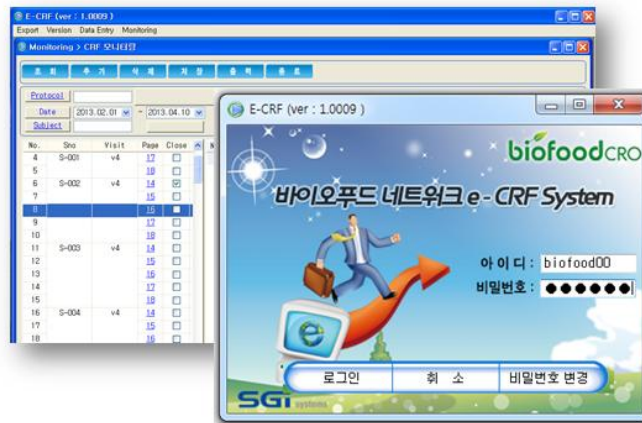 E-CRF (ver : 1.0009 )
Export Version Data Entry Monitoring
Monitoring > CRF 모니터링
조 회 추 가 삭 제 저 장 출 력 종 료
Protocol
Date 2013.02.01 ~ 2013.04.10
Subject
No. Sno Visit Page Close
4 S-001 v4 17
5 18
6 S-002 v4 14
7 15
8 16
9 17
10 18
11 S-003 v4 14
12 15
13 16
14 17
15 18
16 S-004 v4 14
17 15
18 16
E-CRF (ver : 1.0009 )
biofoodCRO
바이오푸드 네트워크 e - CRF System
아 이 디 : biofood00
비밀번호 : ●●●●●●
로그인 취 소 비밀번호 변경
SGi systems